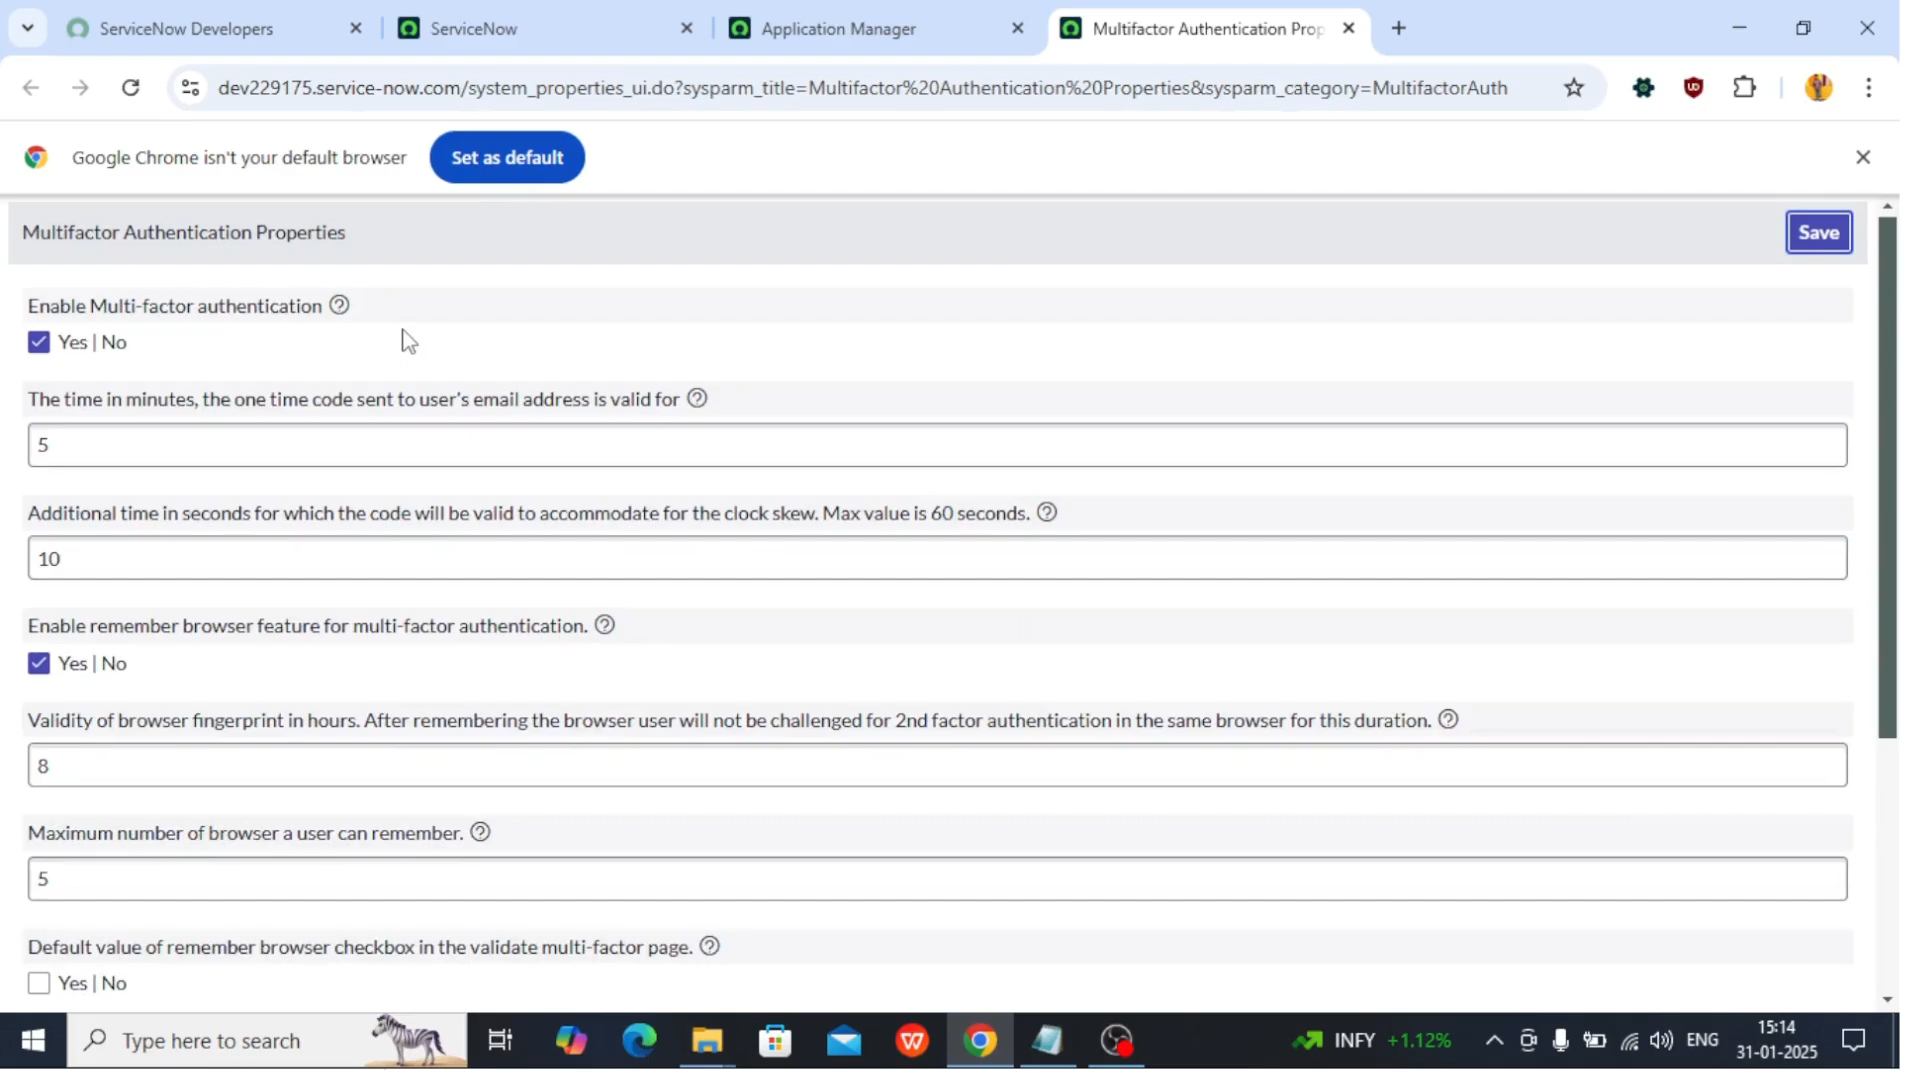 ServiceNow Developers
ServiceNow
Application Manager
Multifactor Authentication Prop
dev229175.service-now.com/system_properties_ui.do?sysparm_title=Multifactor%20Authentication%20Properties&sysparm_category=MultifactorAuth
Google Chrome isn't your default browser
Set as default
Multifactor Authentication Properties
Save
Enable Multi-factor authentication
Yes | No
The time in minutes, the one time code sent to user's email address is valid for
5
Additional time in seconds for which the code will be valid to accommodate for the clock skew. Max value is 60 seconds.
10
Enable remember browser feature for multi-factor authentication.
Yes | No
Validity of browser fingerprint in hours. After remembering the browser user will not be challenged for 2nd factor authentication in the same browser for this duration.
8
Maximum number of browser a user can remember.
5
Default value of remember browser checkbox in the validate multi-factor page.
Yes | No
Type here to search
INFY +1.12%
ENG
15:14
31-01-2025